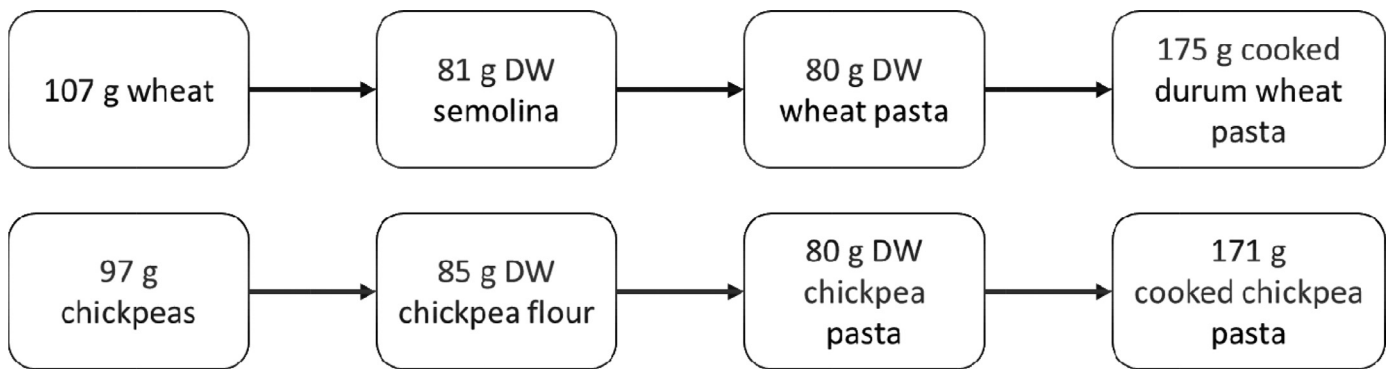 107 g wheat
81 g DW
semolina
80 g DW
wheat pasta
175 g cooked
durum wheat
pasta
97 g
chickpeas
85 g DW
chickpea flour
80 g DW
chickpea
pasta
171 g
cooked chickpea
pasta